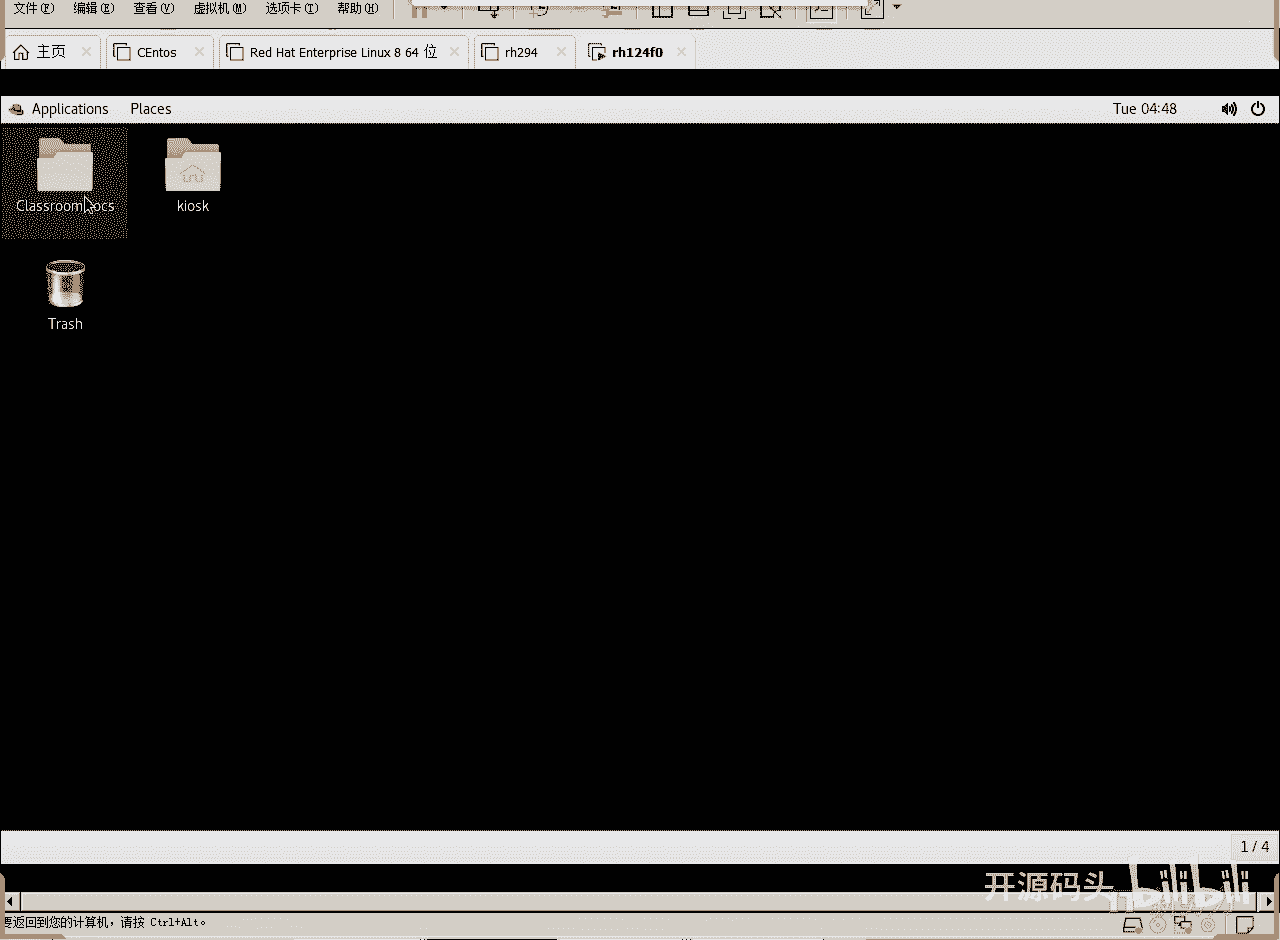 文件(F) 编辑(E) 查看(V) 虚拟机(M) 选项卡(T) 帮助(H)
主页 CEntos Red Hat Enterprise Linux 8 64 位 rh294 rh124f0
Applications Places Tue 04:48
Classroom ocs kiosk
Trash
1 / 4
开源码头 bilibili
要返回到您的计算机，请按 Ctrl+Alt。